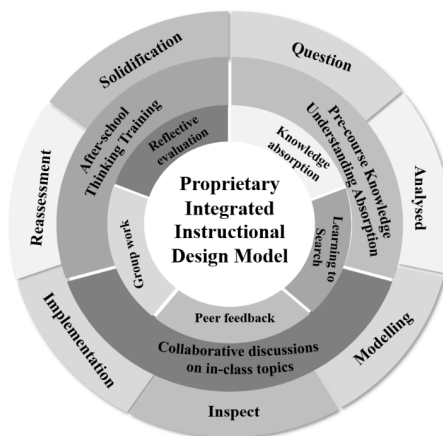 Solidification
Question
After-school
Thinking Training
Pre-course Knowledge
Understanding Absorption
Reflective
evaluation
Knowledge
absorption
Analysed
Reassessment
Proprietary
Integrated
Instructional
Design Model
Group work
Learning to
Search
Peer feedback
Collaborative discussions
on in-class topics
Implementation
Modelling
Inspect